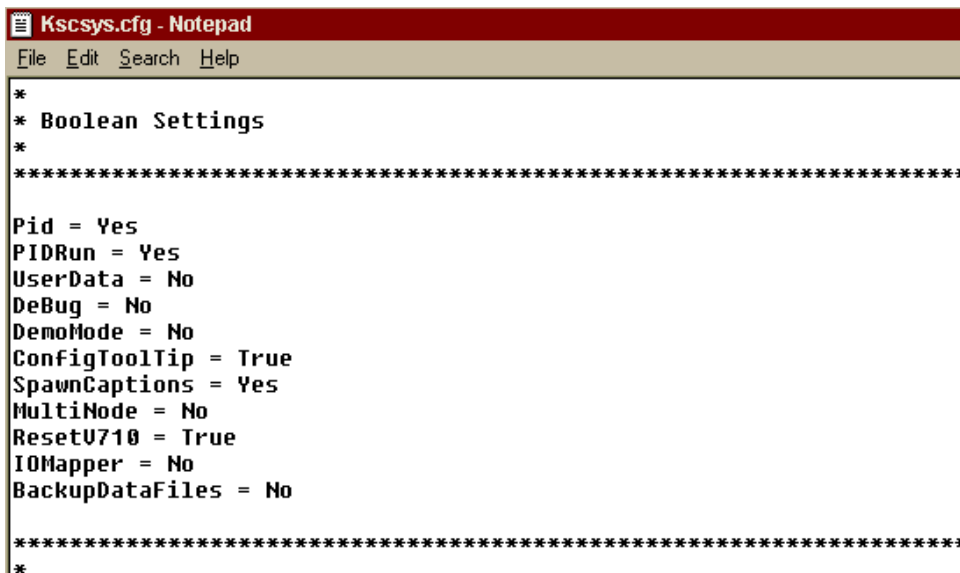 Kscsys.cfg - Notepad
File Edit Search Help
*
* Boolean Settings
*
*******************************************************************
Pid = Yes
PIDRun = Yes
UserData = No
DeBug = No
DemoMode = No
ConfigToolTip = True
SpawnCaptions = Yes
MultiNode = No
ResetV710 = True
IOMapper = No
BackupDataFiles = No
*******************************************************************
*